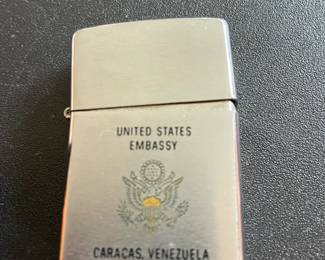 UNITED STATES
EMBASSY
CARACAS, VENEZUELA